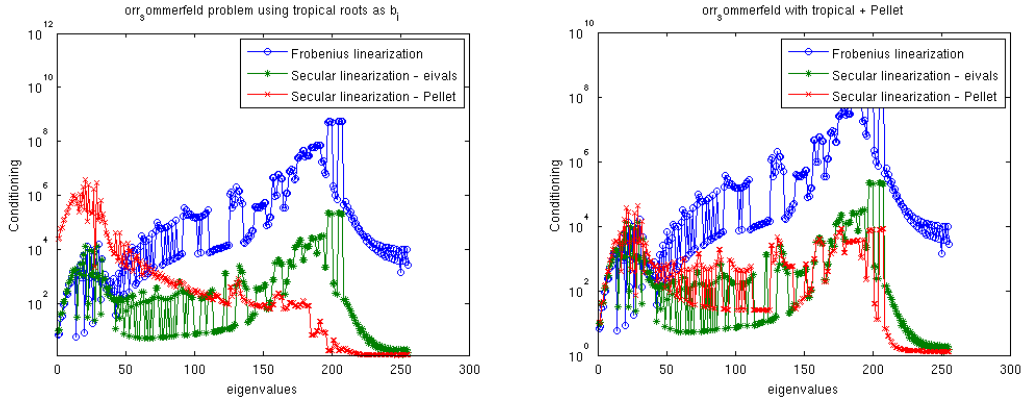 orr_sommerfeld problem using tropical roots as b_i
10^12
10^10
10^8
10^6
10^4
10^2
Conditioning
0 50 100 150 200 250 300
eigenvalues
Frobenius linearization
Secular linearization - eivals
Secular linearization - Pellet
orr_sommerfeld with tropical + Pellet
10^10
10^8
10^6
10^4
10^2
10^0
Conditioning
0 50 100 150 200 250 300
eigenvalues
Frobenius linearization
Secular linearization - eivals
Secular linearization - Pellet